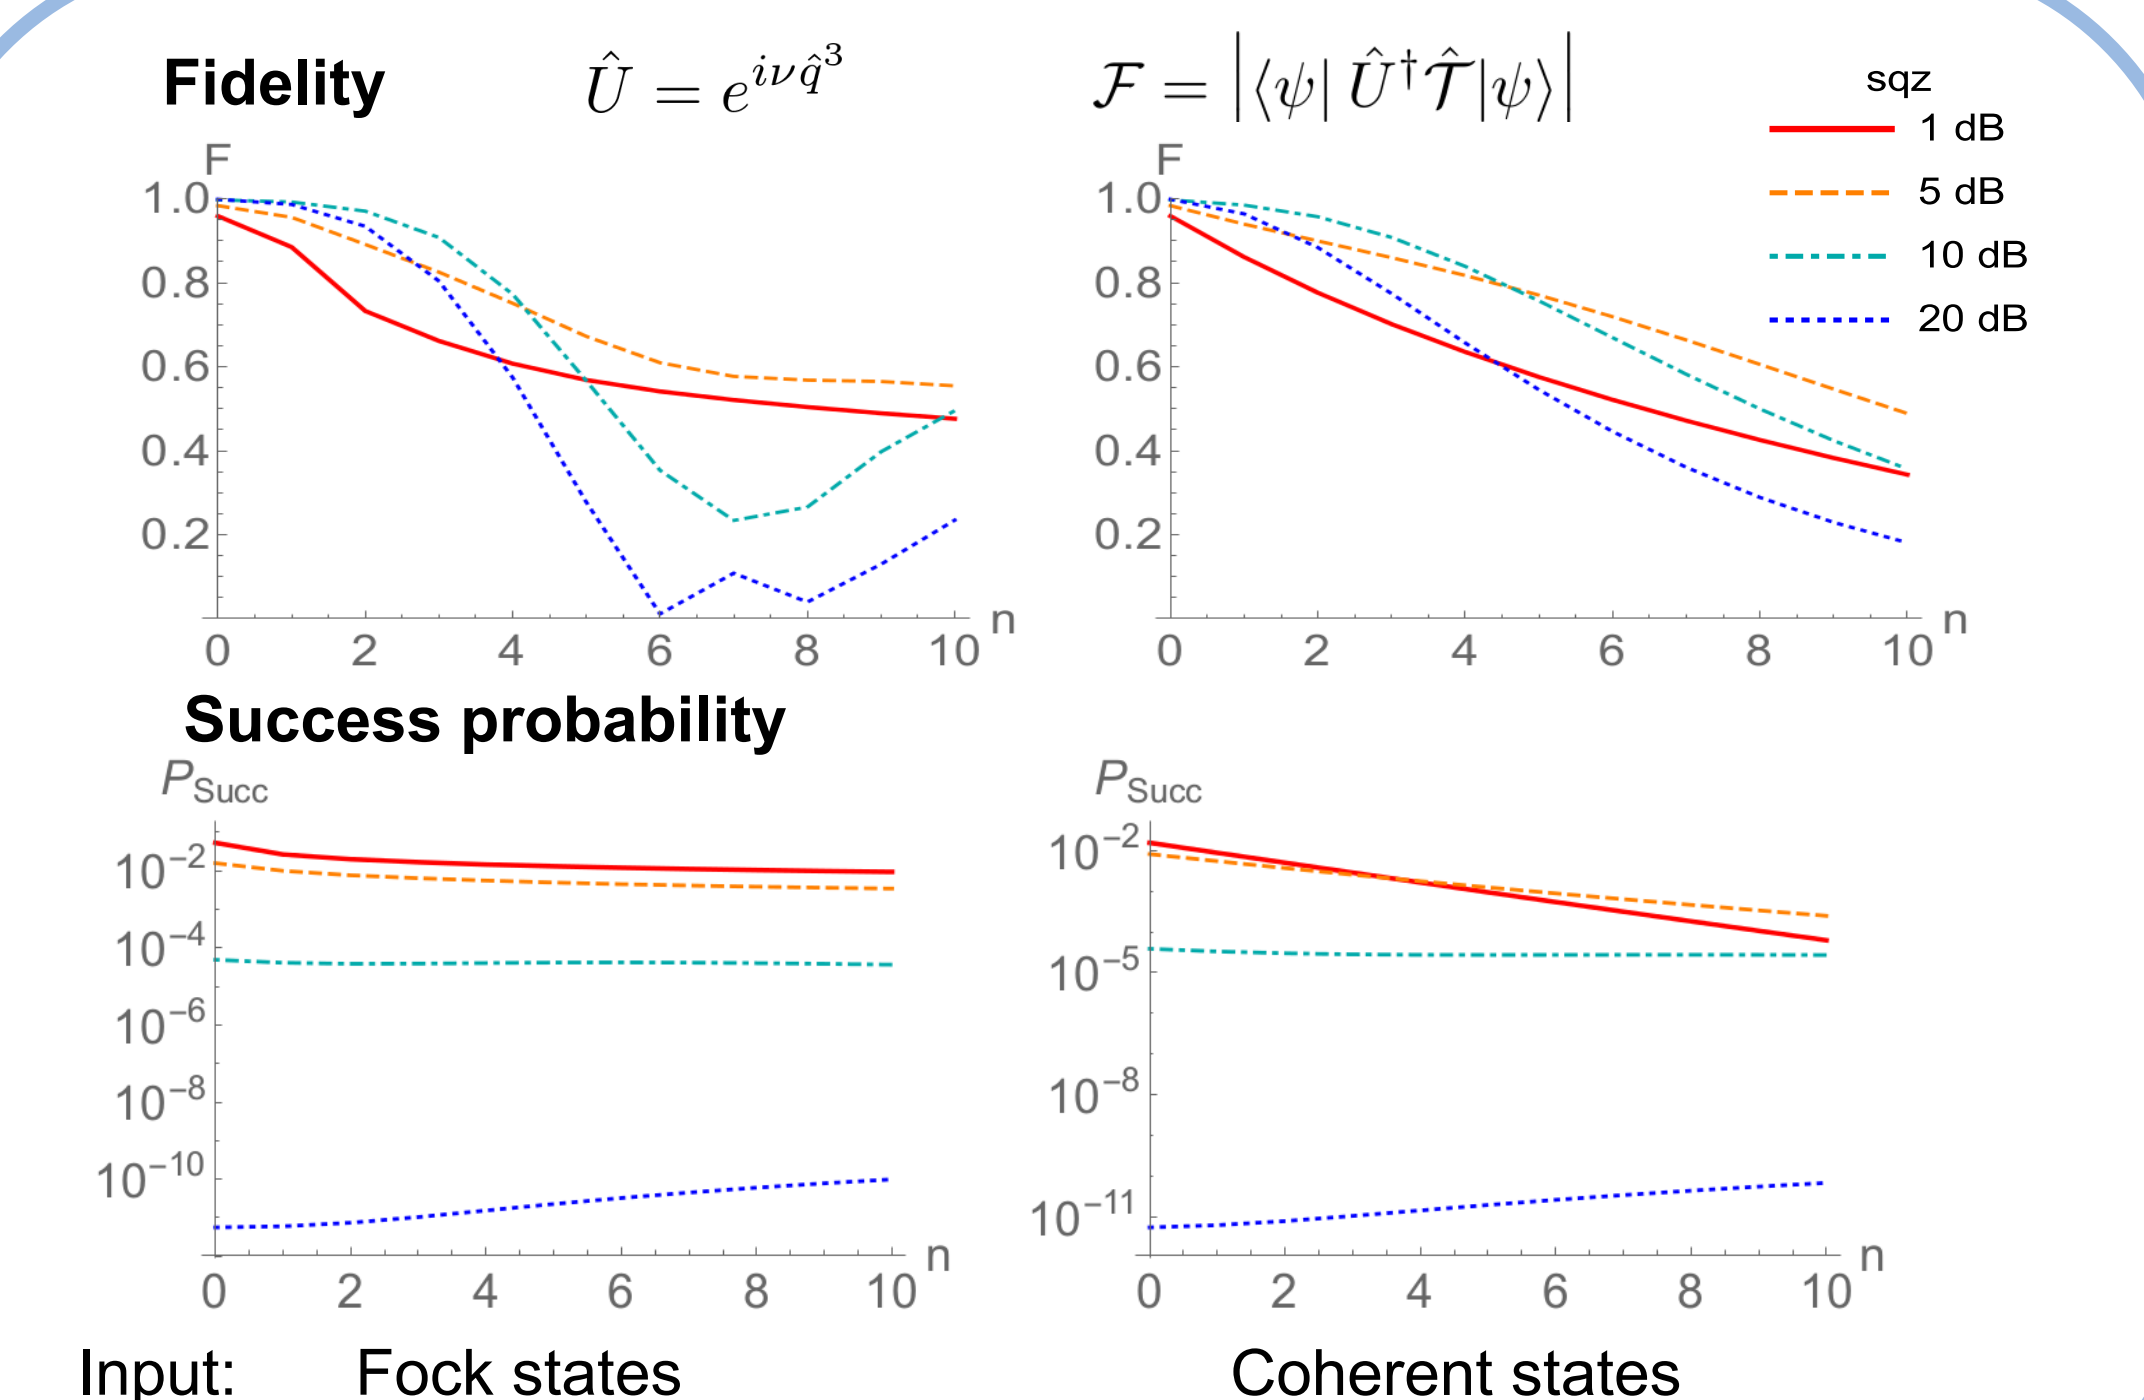 Fidelity
Û = e^{iνq̂³}
ℱ = |⟨ψ| Û†𝒯̂|ψ⟩|
sqz
1 dB
5 dB
10 dB
20 dB
F
1.0
0.8
0.6
0.4
0.2
0 2 4 6 8 10 n
F
1.0
0.8
0.6
0.4
0.2
0 2 4 6 8 10 n
Success probability
P_Succ
10⁻²
10⁻⁴
10⁻⁶
10⁻⁸
10⁻¹⁰
0 2 4 6 8 10 n
P_Succ
10⁻²
10⁻⁵
10⁻⁸
10⁻¹¹
0 2 4 6 8 10 n
Input: Fock states Coherent states